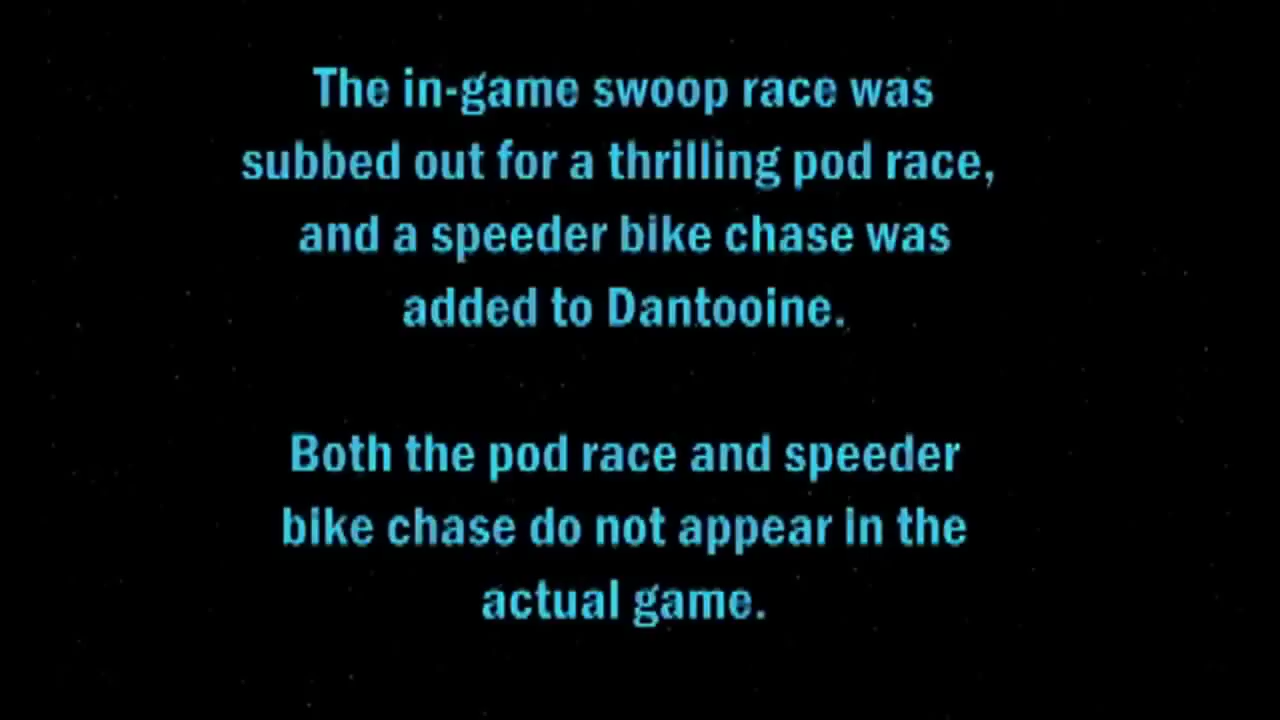 The in-game swoop race was
subbed out for a thrilling pod race,
and a speeder bike chase was
added to Dantooine.
Both the pod race and speeder
bike chase do not appear in the
actual game.